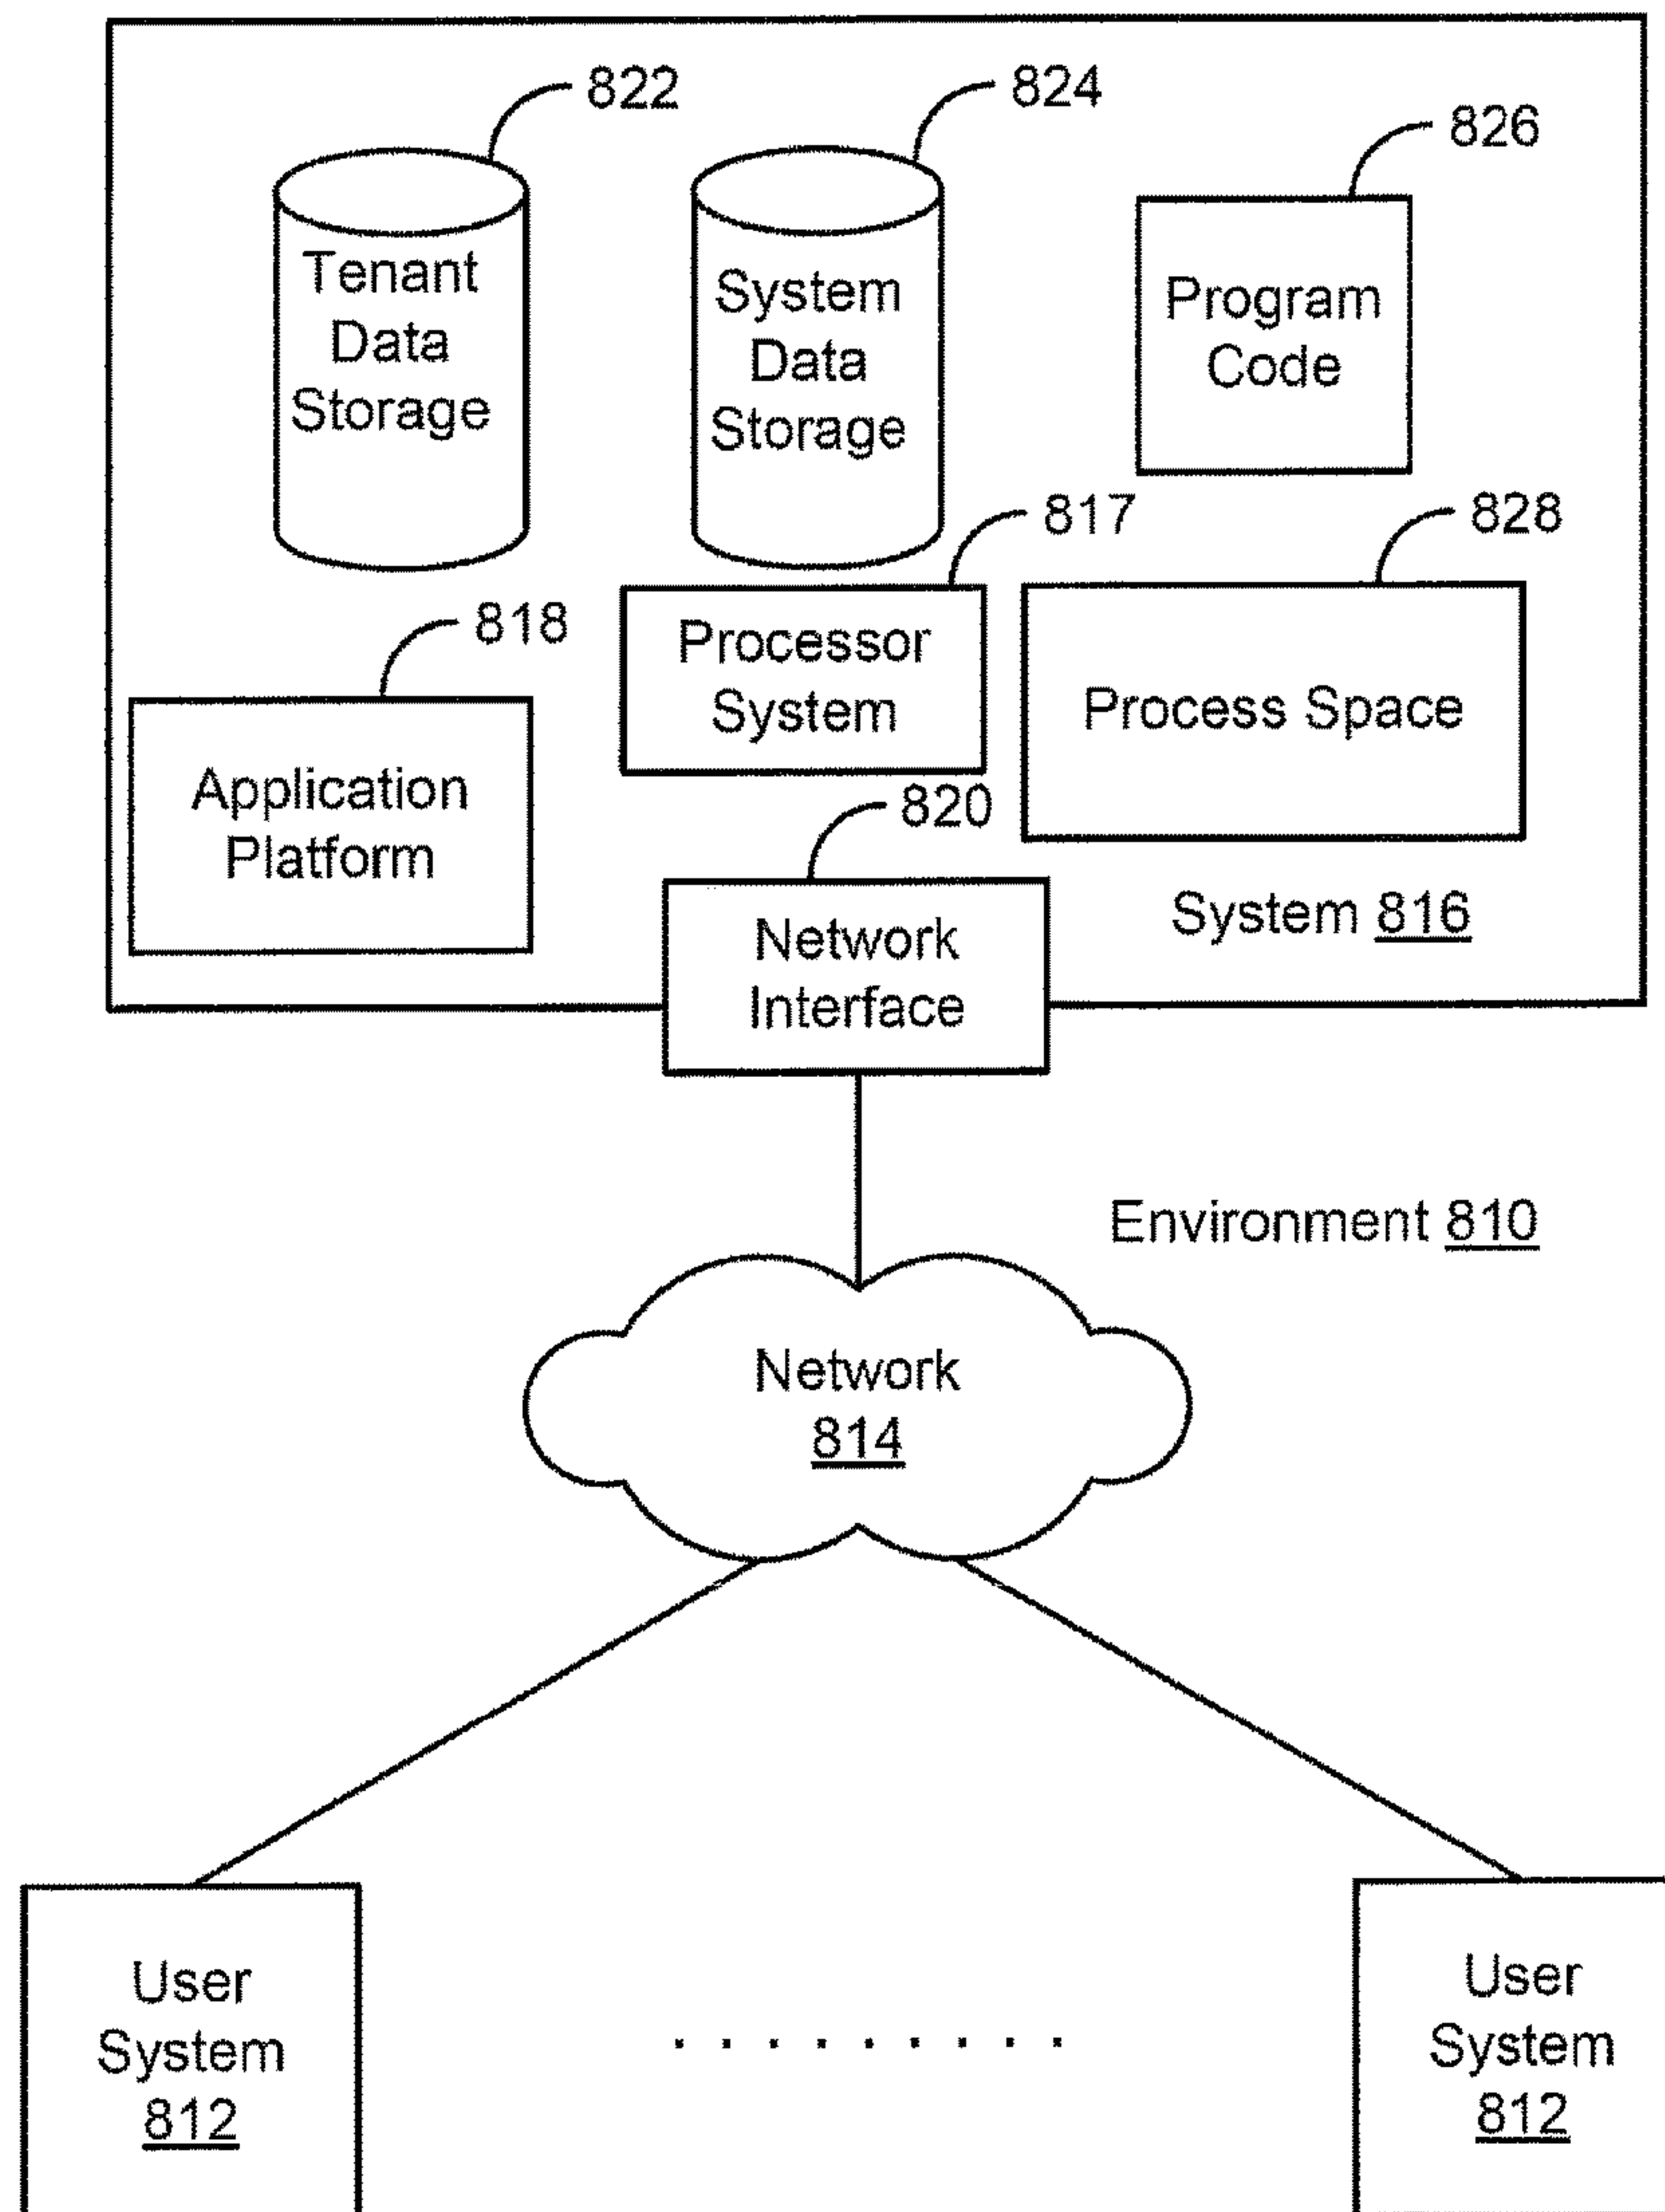 822
824
826
Tenant
Data
Storage
System
Data
Storage
Program
Code
817
828
818
Processor
System
Process Space
Application
Platform
820
Network
Interface
System 816
Environment 810
Network
814
User
System
812
. . . . . . . . .
User
System
812